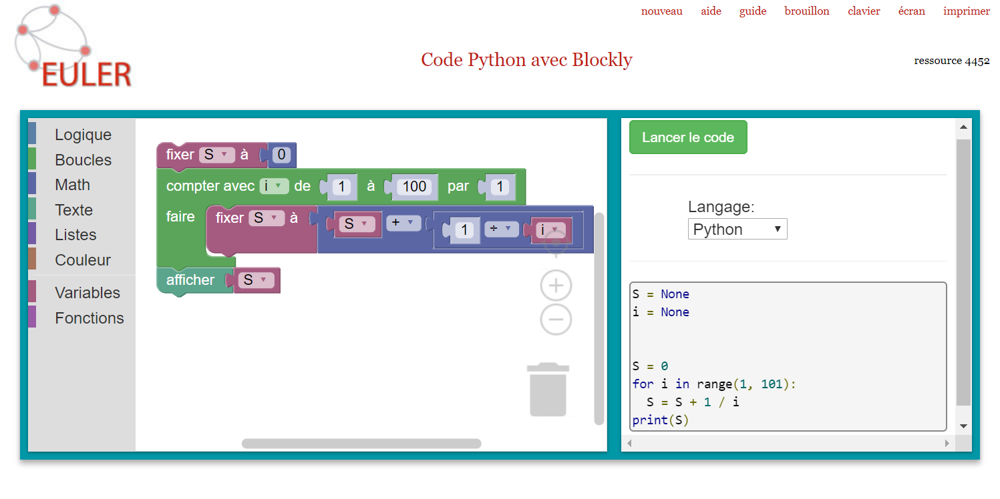 nouveau aide guide brouillon clavier écran imprimer
EULER
Code Python avec Blockly
ressource 4452
Logique
Boucles
Math
Texte
Listes
Couleur
Variables
Fonctions
fixer S à 0
compter avec i de 1 à 100 par 1
faire fixer S à S + 1 ÷ i
afficher S
Lancer le code
Langage:
Python
S = None
i = None
S = 0
for i in range(1, 101):
  S = S + 1 / i
print(S)